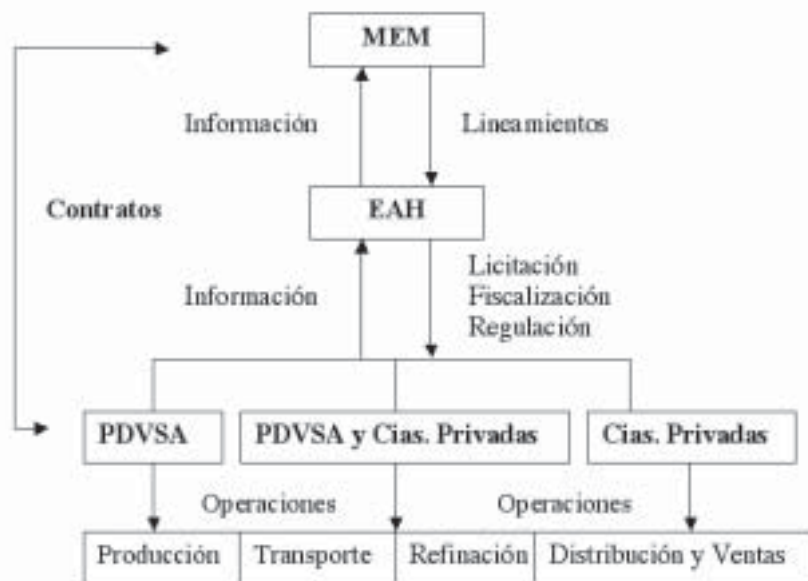 MEM
Información
Lineamientos
Contratos
EAH
Información
Licitación
Fiscalización
Regulación
PDVSA
PDVSA y Cias. Privadas
Cias. Privadas
Operaciones
Operaciones
Producción
Transporte
Refinación
Distribución y Ventas